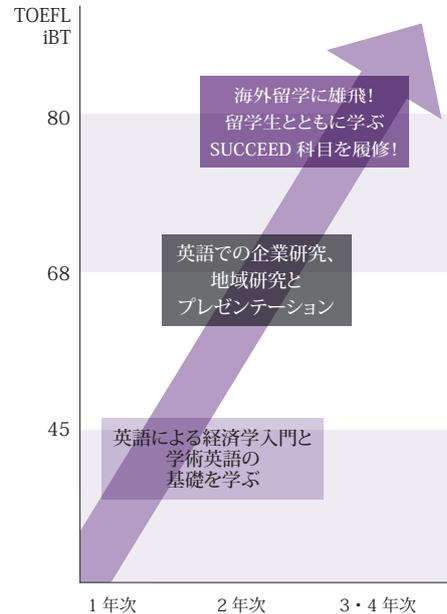 TOEFL
iBT
海外留学に雄飛!
留学生とともに学ぶ
SUCCEED 科目を履修!
80
英語での企業研究、
地域研究と
プレゼンテーション
68
45
英語による経済学入門と
学術英語の
基礎を学ぶ
1 年次
2 年次
3・4 年次